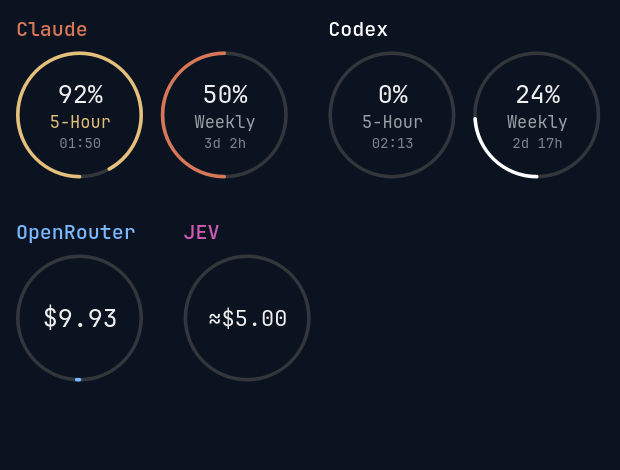 Claude
92%
5-Hour
01:50
50%
Weekly
3d 2h
Codex
0%
5-Hour
02:13
24%
Weekly
2d 17h
OpenRouter
$9.93
JEV
≈$5.00